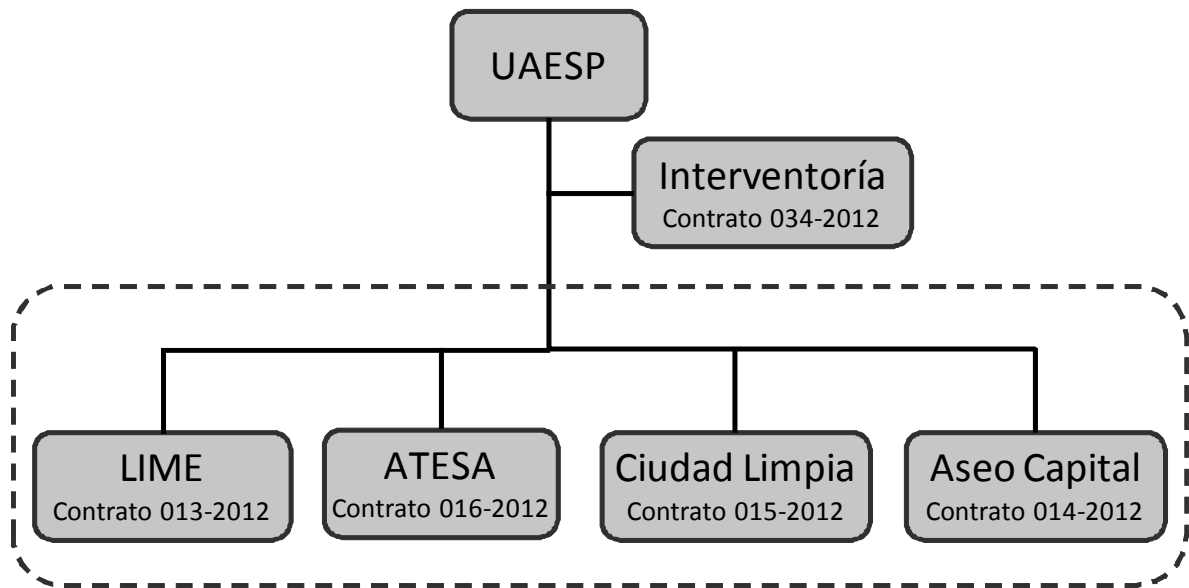 UAESP
Interventoría
Contrato 034-2012
LIME
Contrato 013-2012
ATESA
Contrato 016-2012
Ciudad Limpia
Contrato 015-2012
Aseo Capital
Contrato 014-2012